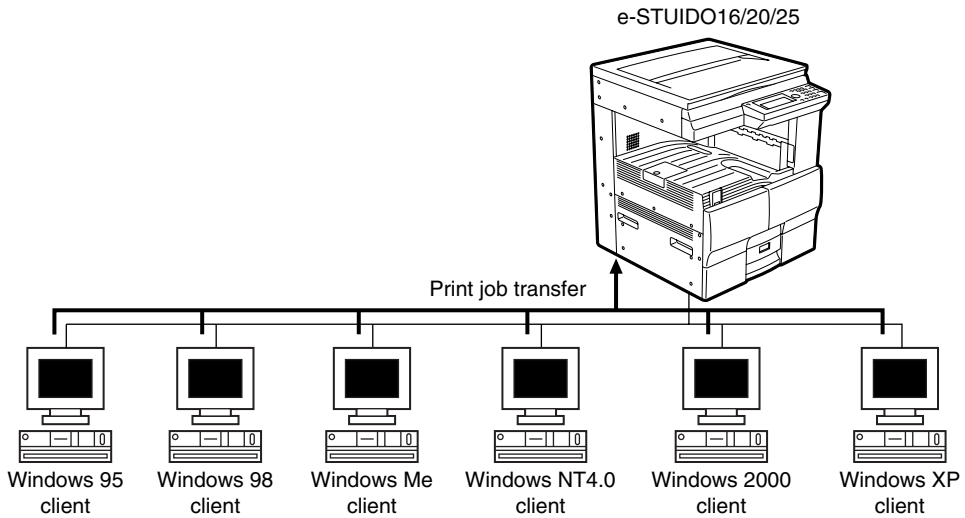 e-STUIDO16/20/25
Print job transfer
Windows 95
client
Windows 98
client
Windows Me
client
Windows NT4.0
client
Windows 2000
client
Windows XP
client